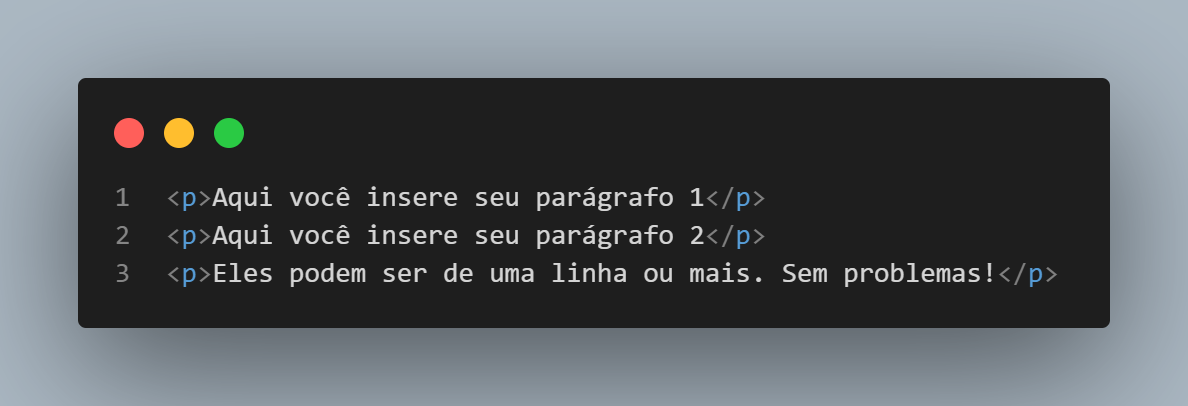 1 <p>Aqui você insere seu parágrafo 1</p>
2 <p>Aqui você insere seu parágrafo 2</p>
3 <p>Eles podem ser de uma linha ou mais. Sem problemas!</p>